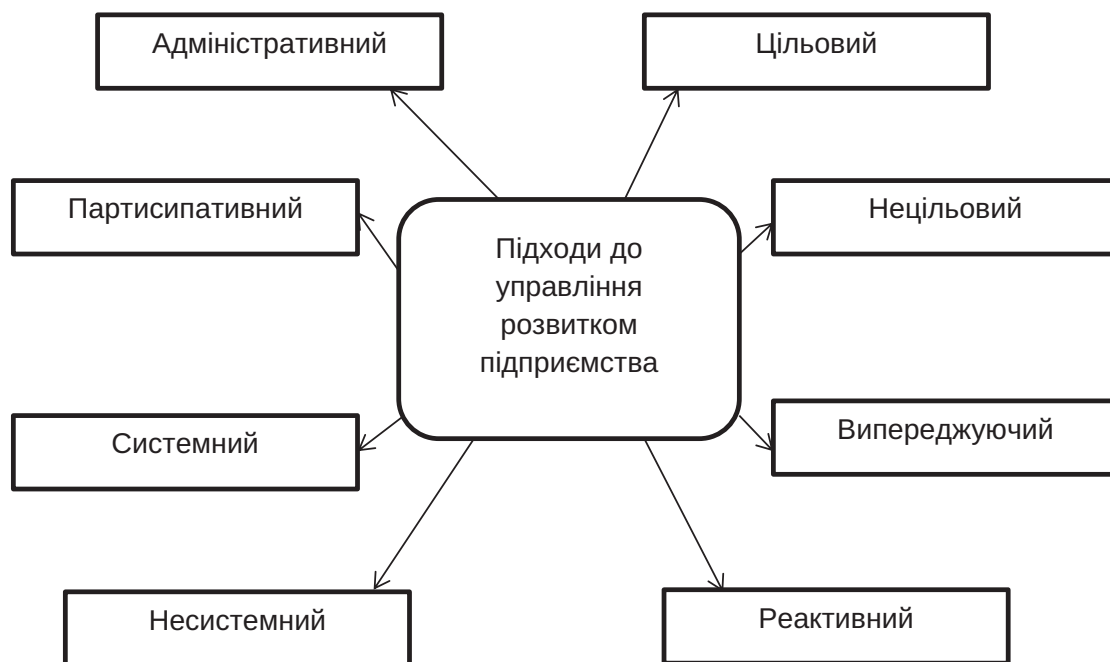 Адміністративний
Цільовий
Партисипативний
Нецільовий
Підходи до
управління
розвитком
підприємства
Системний
Випереджуючий
Несистемний
Реактивний